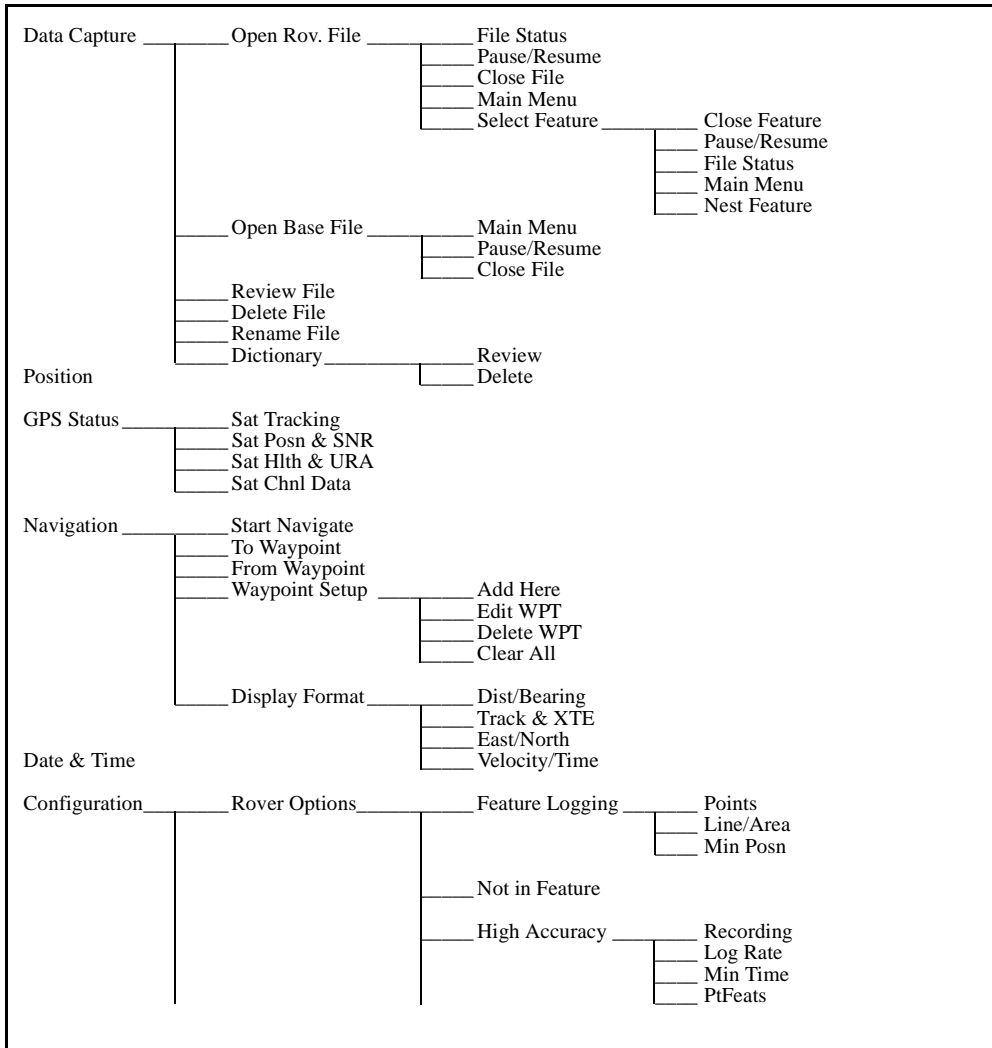 Data Capture Open Rov. File File Status
Pause/Resume
Close File
Main Menu
Select Feature Close Feature
Pause/Resume
File Status
Main Menu
Nest Feature
Open Base File Main Menu
Pause/Resume
Close File
Review File
Delete File
Rename File
Dictionary Review
Position Delete
GPS Status Sat Tracking
Sat Posn & SNR
Sat Hlth & URA
Sat Chnl Data
Navigation Start Navigate
To Waypoint
From Waypoint
Waypoint Setup Add Here
Edit WPT
Delete WPT
Clear All
Display Format Dist/Bearing
Track & XTE
East/North
Date & Time Velocity/Time
Configuration Rover Options Feature Logging Points
Line/Area
Min Posn
Not in Feature
High Accuracy Recording
Log Rate
Min Time
PtFeats